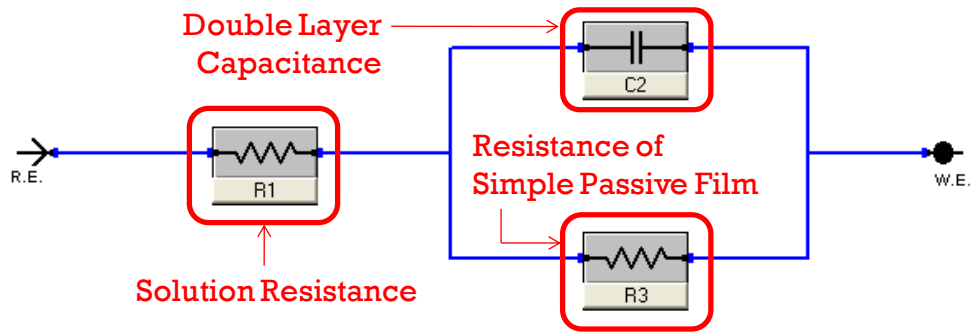 Double Layer
Capacitance
C2
R.E.
R1
Resistance of
Simple Passive Film
W.E.
R3
Solution Resistance